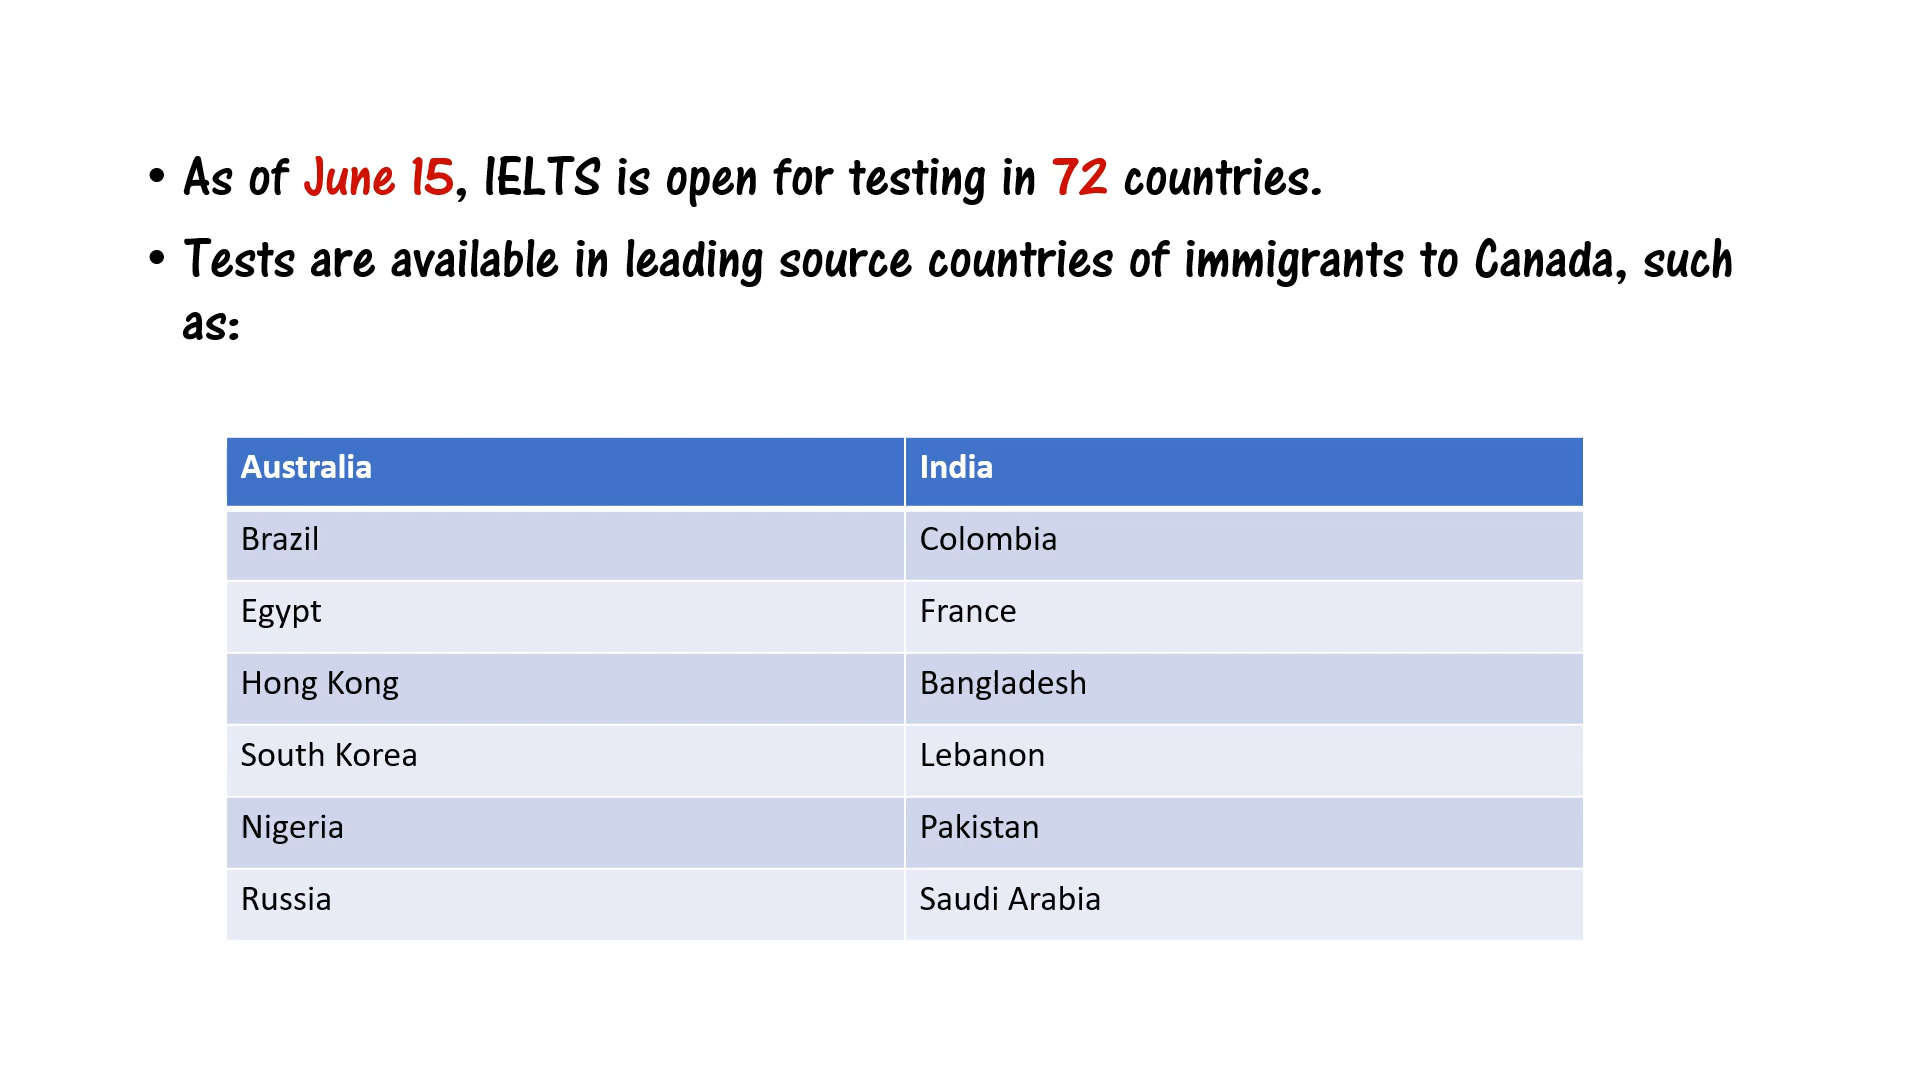 • As of June 15, IELTS is open for testing in 72 countries.
• Tests are available in leading source countries of immigrants to Canada, such
as:
Australia India
Brazil Colombia
Egypt France
Hong Kong Bangladesh
South Korea Lebanon
Nigeria Pakistan
Russia Saudi Arabia